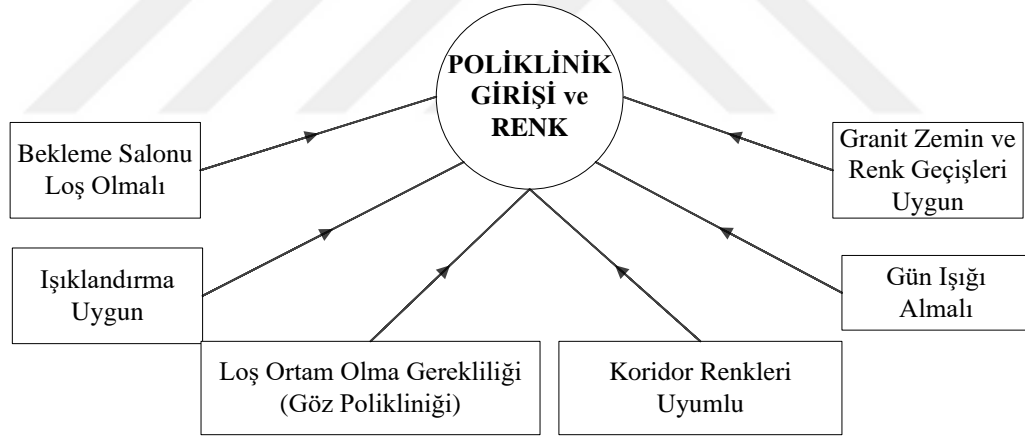 POLİKLİNİK
GİRİŞİ ve
RENK
Bekleme Salonu
Loş Olmalı
Granit Zemin ve
Renk Geçişleri
Uygun
Işıklandırma
Uygun
Gün Işığı
Almalı
Loş Ortam Olma Gerekliliği
(Göz Polikliniği)
Koridor Renkleri
Uyumlu